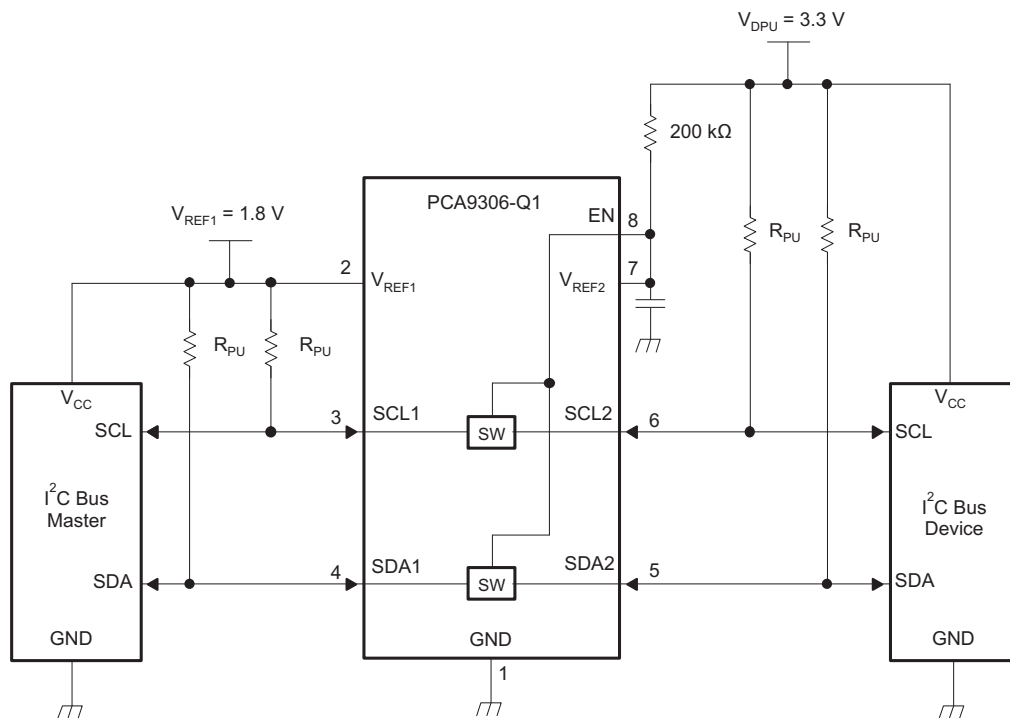 V_DPU = 3.3 V
200 kΩ
PCA9306-Q1
EN
8
V_REF1 = 1.8 V
R_PU
R_PU
2
V_REF1
7
V_REF2
R_PU
R_PU
V_CC
V_CC
SCL
3
SCL1
SW
SCL2
6
SCL
I²C Bus
Master
I²C Bus
Device
SDA
4
SDA1
SW
SDA2
5
SDA
GND
GND
1
GND